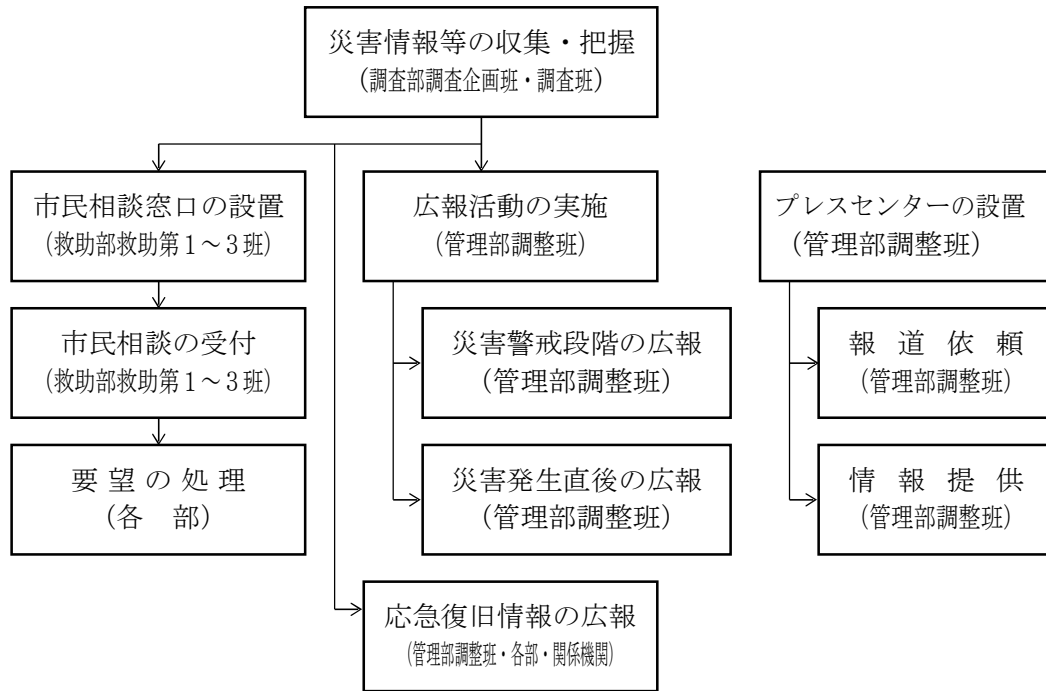 災害情報等の収集・把握
(調査部調査企画班・調査班)
市民相談窓口の設置
(救助部救助第１～３班)
広報活動の実施
(管理部調整班)
プレスセンターの設置
(管理部調整班)
市民相談の受付
(救助部救助第１～３班)
災害警戒段階の広報
(管理部調整班)
報道依頼
(管理部調整班)
要望の処理
(各　部)
災害発生直後の広報
(管理部調整班)
情報提供
(管理部調整班)
応急復旧情報の広報
(管理部調整班・各部・関係機関)